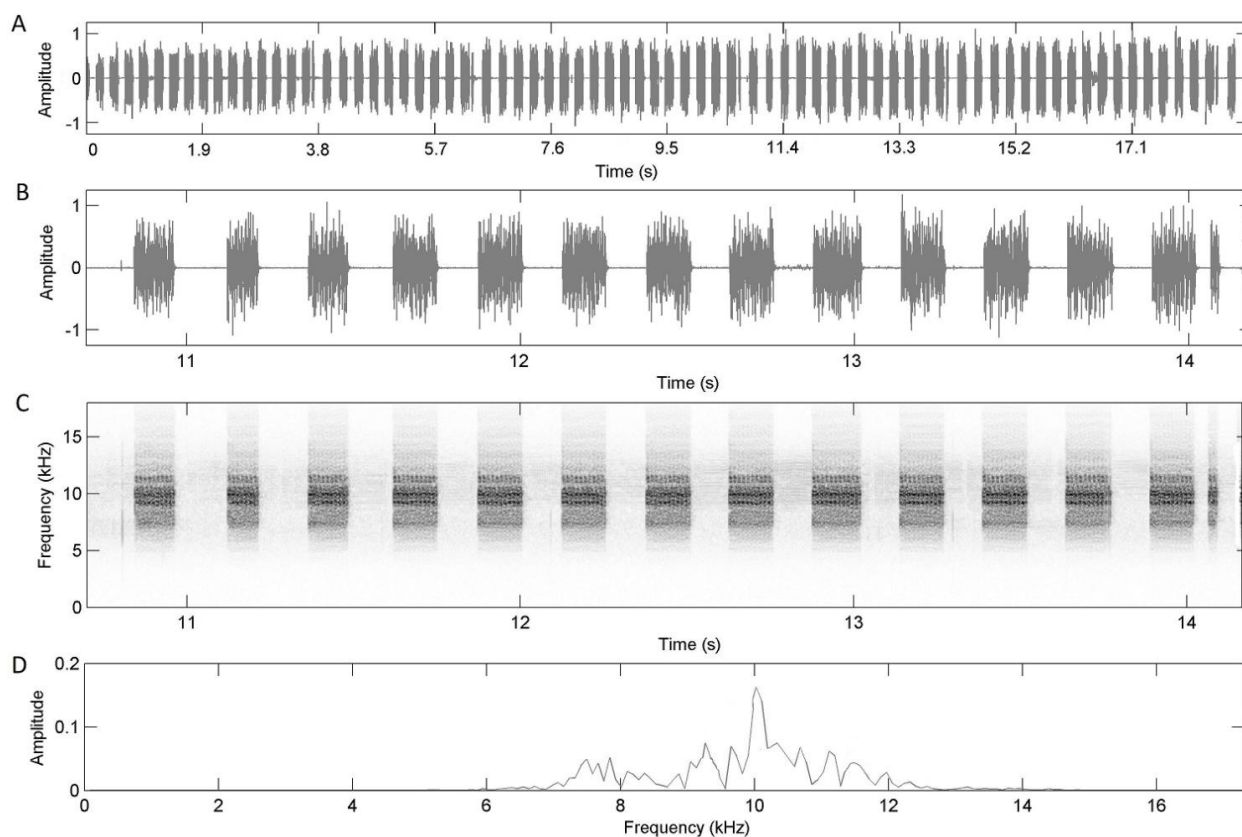 A
Amplitude
1
0
-1
0 1.9 3.8 5.7 7.6 9.5 11.4 13.3 15.2 17.1
Time (s)
B
Amplitude
1
0
-1
11 12 13 14
Time (s)
C
Frequency (kHz)
15
10
5
0
11 12 13 14
Time (s)
D
Amplitude
0.2
0.1
0
0 2 4 6 8 10 12 14 16
Frequency (kHz)